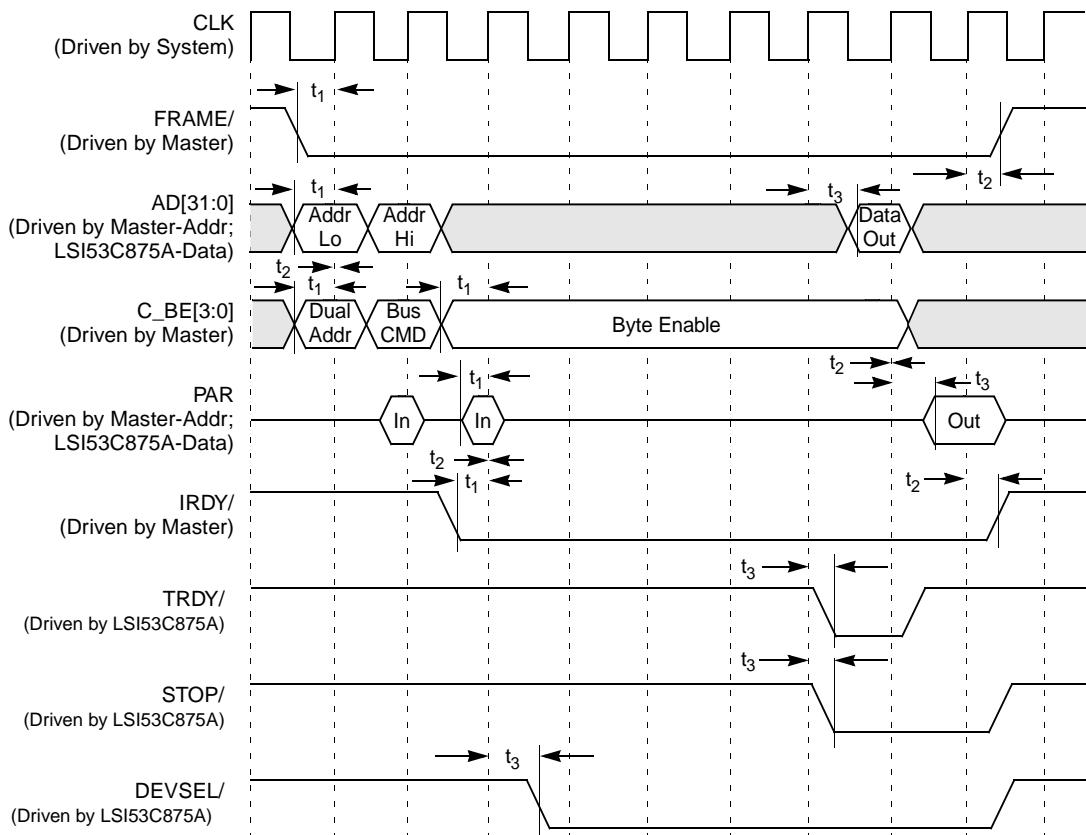 CLK
(Driven by System)
t1
FRAME/
(Driven by Master)
t2
t1
t3
AD[31:0]
(Driven by Master-Addr;
LSI53C875A-Data)
Addr
Lo
Addr
Hi
Data
Out
t2
t1
t1
C_BE[3:0]
(Driven by Master)
Dual
Addr
Bus
CMD
Byte Enable
t2
t1
t3
PAR
(Driven by Master-Addr;
LSI53C875A-Data)
In
In
Out
t2
t1
t2
IRDY/
(Driven by Master)
t3
TRDY/
(Driven by LSI53C875A)
t3
STOP/
(Driven by LSI53C875A)
t3
DEVSEL/
(Driven by LSI53C875A)